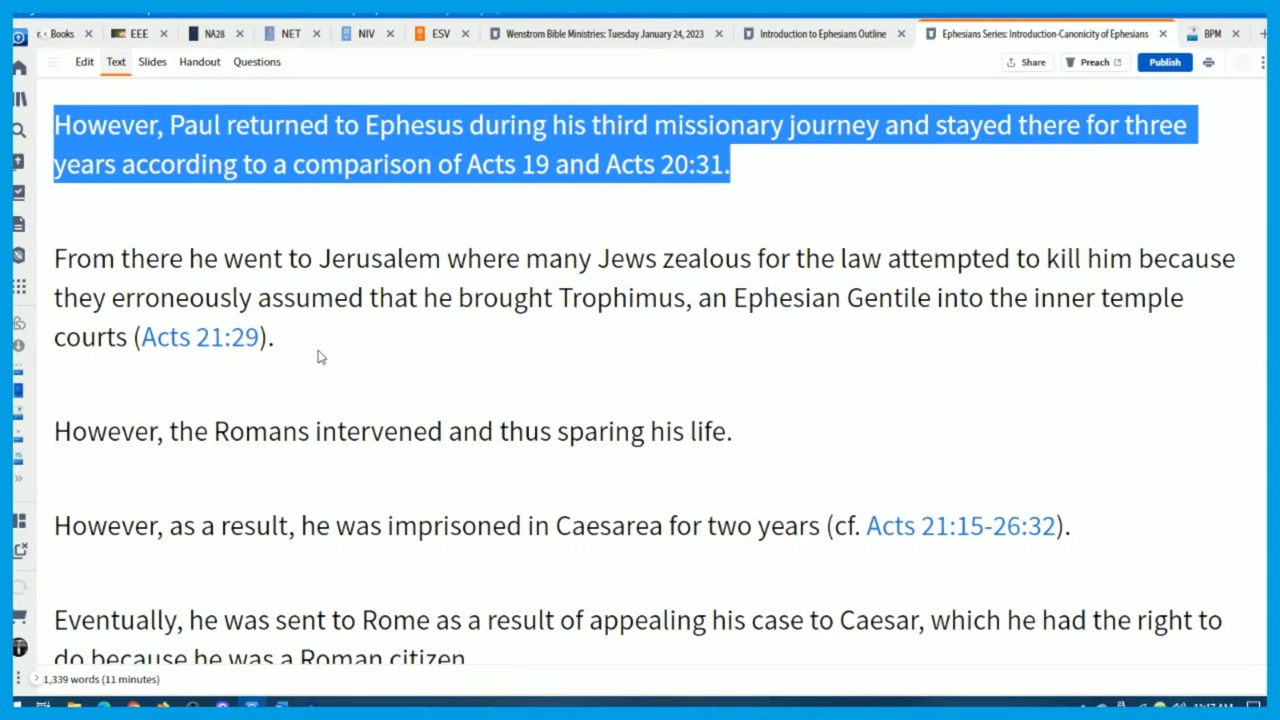 Books
EEE
NA28
NET
NIV
ESV
Wenstrom Bible Ministries: Tuesday January 24, 2023
Introduction to Ephesians Outline
Ephesians Series: Introduction-Canonicity of Ephesians
BPM
Edit
Text
Slides
Handout
Questions
Share
Preach
Publish
However, Paul returned to Ephesus during his third missionary journey and stayed there for three
years according to a comparison of Acts 19 and Acts 20:31.
From there he went to Jerusalem where many Jews zealous for the law attempted to kill him because
they erroneously assumed that he brought Trophimus, an Ephesian Gentile into the inner temple
courts (Acts 21:29).
However, the Romans intervened and thus sparing his life.
However, as a result, he was imprisoned in Caesarea for two years (cf. Acts 21:15-26:32).
Eventually, he was sent to Rome as a result of appealing his case to Caesar, which he had the right to
do because he was a Roman citizen
1,339 words (11 minutes)